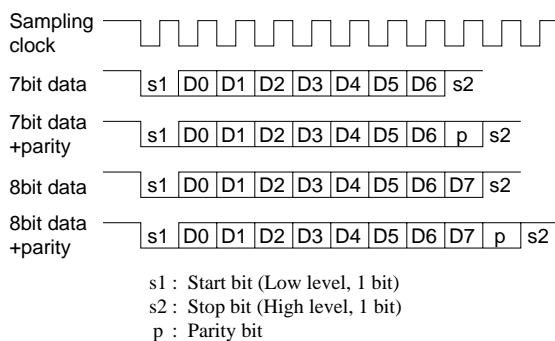 Sampling
clock
7bit data s1 D0 D1 D2 D3 D4 D5 D6 s2
7bit data
+parity s1 D0 D1 D2 D3 D4 D5 D6 p s2
8bit data s1 D0 D1 D2 D3 D4 D5 D6 D7 s2
8bit data
+parity s1 D0 D1 D2 D3 D4 D5 D6 D7 p s2
s1 : Start bit (Low level, 1 bit)
s2 : Stop bit (High level, 1 bit)
p : Parity bit